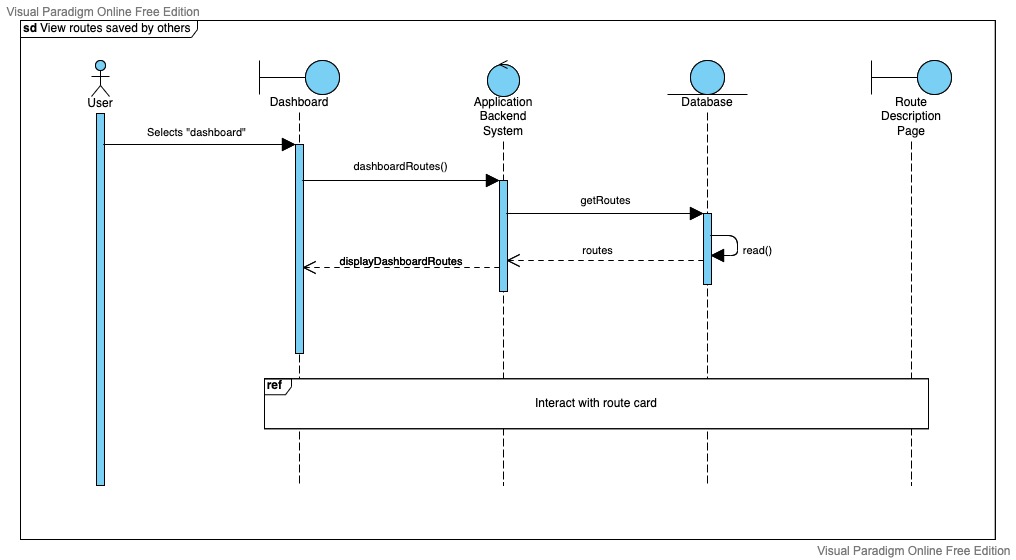 Visual Paradigm Online Free Edition
sd View routes saved by others
User
Dashboard
Application
Backend
System
Database
Route
Description
Page
Selects "dashboard"
dashboardRoutes()
getRoutes
read()
routes
displayDashboardRoutes
ref
Interact with route card
Visual Paradigm Online Free Edition